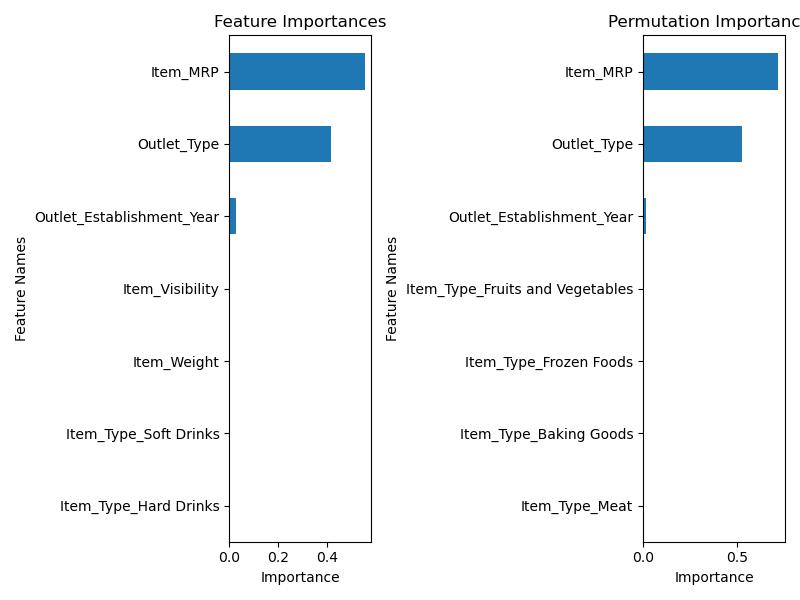 Feature Importances
Feature Names
Item_MRP
Outlet_Type
Outlet_Establishment_Year
Item_Visibility
Item_Weight
Item_Type_Soft Drinks
Item_Type_Hard Drinks
0.0 0.2 0.4
Importance
Permutation Importanc
Feature Names
Item_MRP
Outlet_Type
Outlet_Establishment_Year
Item_Type_Fruits and Vegetables
Item_Type_Frozen Foods
Item_Type_Baking Goods
Item_Type_Meat
0.0 0.5
Importance